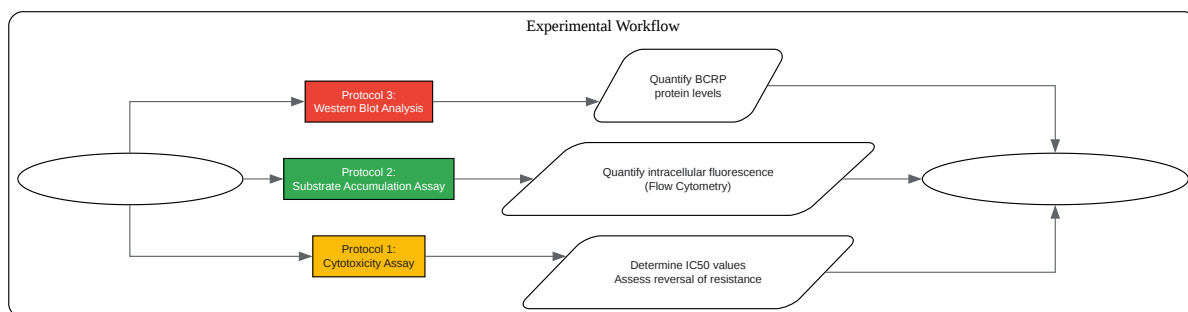 Experimental Workflow
Protocol 3:
Western Blot Analysis
Quantify BCRP
protein levels
Protocol 2:
Substrate Accumulation Assay
Quantify intracellular fluorescence
(Flow Cytometry)
Protocol 1:
Cytotoxicity Assay
Determine IC50 values
Assess reversal of resistance